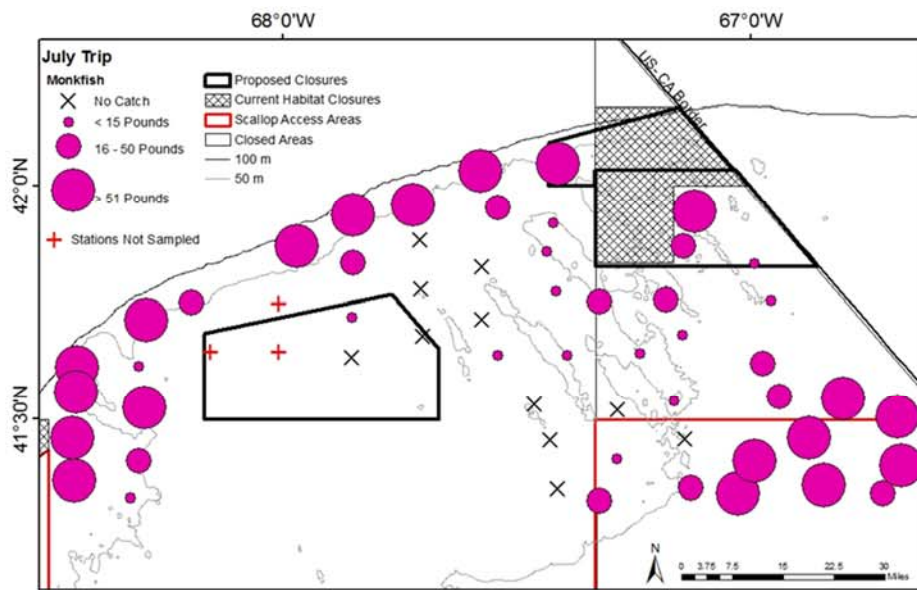 68°0'W
67°0'W
July Trip
Monkfish
No Catch
< 15 Pounds
16 - 50 Pounds
> 51 Pounds
Stations Not Sampled
Proposed Closures
Current Habitat Closures
Scallop Access Areas
Closed Areas
100 m
50 m
US- CA Border
42°0'N
41°30'N
N
0 3.75 7.5 15 22.5 30
Miles